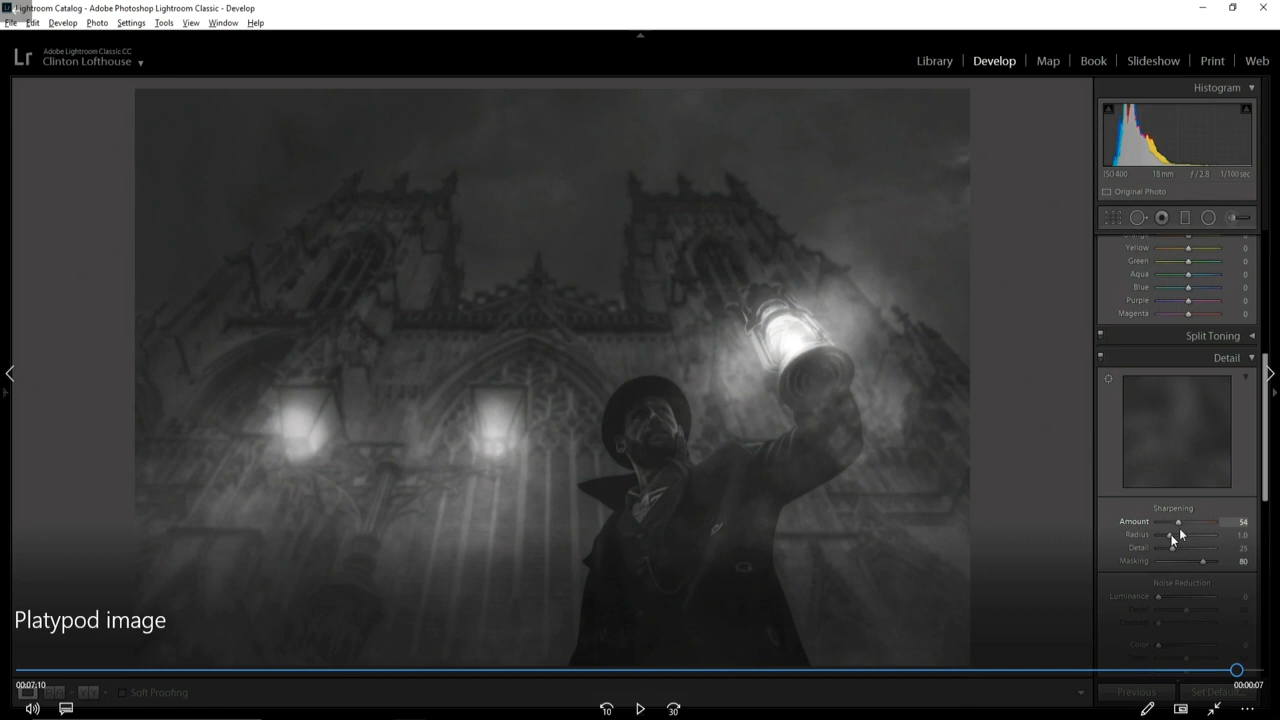 Lightroom Catalog - Adobe Photoshop Lightroom Classic - Develop
File Edit Develop Photo Settings Tools View Window Help
Lr Adobe Lightroom Classic CC
Clinton Lofthouse
Library Develop Map Book Slideshow Print Web
Histogram
ISO 400 18 mm f / 2.8 1/100 sec
Original Photo
Orange 0
Yellow 0
Green 0
Aqua 0
Blue 0
Purple 0
Magenta 0
Split Toning
Detail
Sharpening
Amount 54
Radius 1.0
Detail 25
Masking 80
Noise Reduction
Luminance 0
Color 0
Platypod image
00:07:10 00:00:07
Soft Proofing
Previous Set Default...
10 30